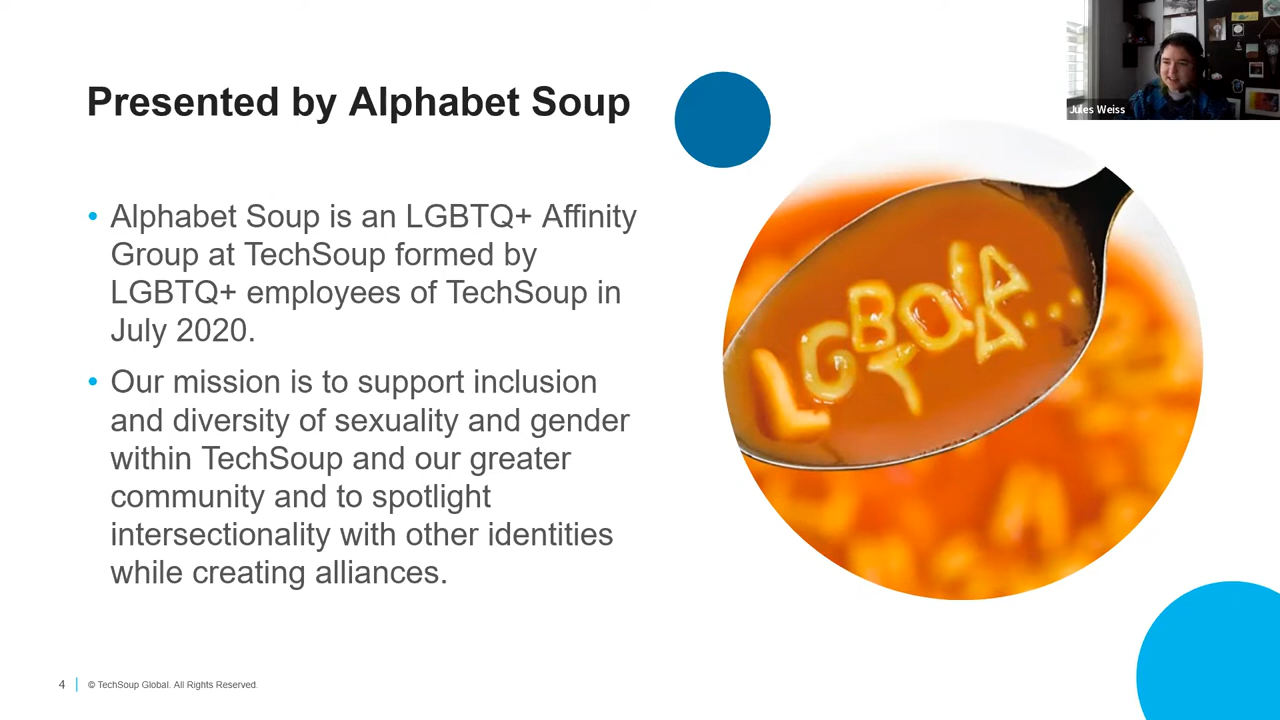 Presented by Alphabet Soup
Jules Weiss
• Alphabet Soup is an LGBTQ+ Affinity
Group at TechSoup formed by
LGBTQ+ employees of TechSoup in
July 2020.
• Our mission is to support inclusion
and diversity of sexuality and gender
within TechSoup and our greater
community and to spotlight
intersectionality with other identities
while creating alliances.
LGBTQIAA...
4
© TechSoup Global. All Rights Reserved.